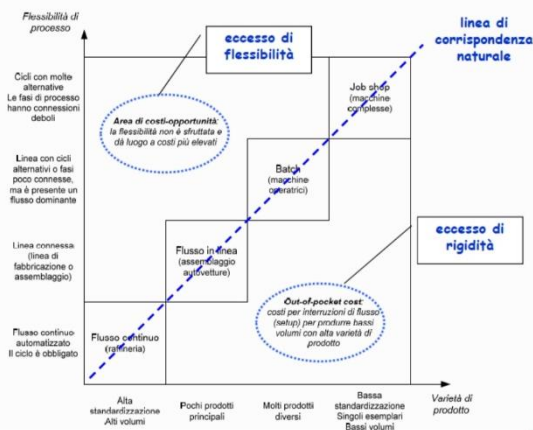 Flessibilità di
processo
eccesso di
flessibilità
linea di
corrispondenza
naturale
Cicli con molte
alternative
Le fasi di processo
hanno connessioni
deboli
Area di costi-opportunità:
la flessibilità non è sfruttata e
dà luogo a costi più elevati
Job shop
(macchine
complesse)
Linea con cicli
alternativi o fasi
poco connesse,
ma è presente un
flusso dominante
Batch
(macchine
operatrici)
eccesso di
rigidità
Linea connessa
(linea di
fabbricazione o
assemblaggio)
Flusso in linea
(assemblaggio
autovetture)
Out-of-pocket cost:
costi per interruzioni di flusso
(setup) per produrre bassi
volumi con alta varietà di
prodotto
Flusso continuo
automatizzato
Il ciclo è obbligato
Flusso continuo
(raffineria)
Alta
standardizzazione
Alti volumi
Pochi prodotti
principali
Molti prodotti
diversi
Bassa
standardizzazione
Singoli esemplari
Bassi volumi
Varietà di
prodotto